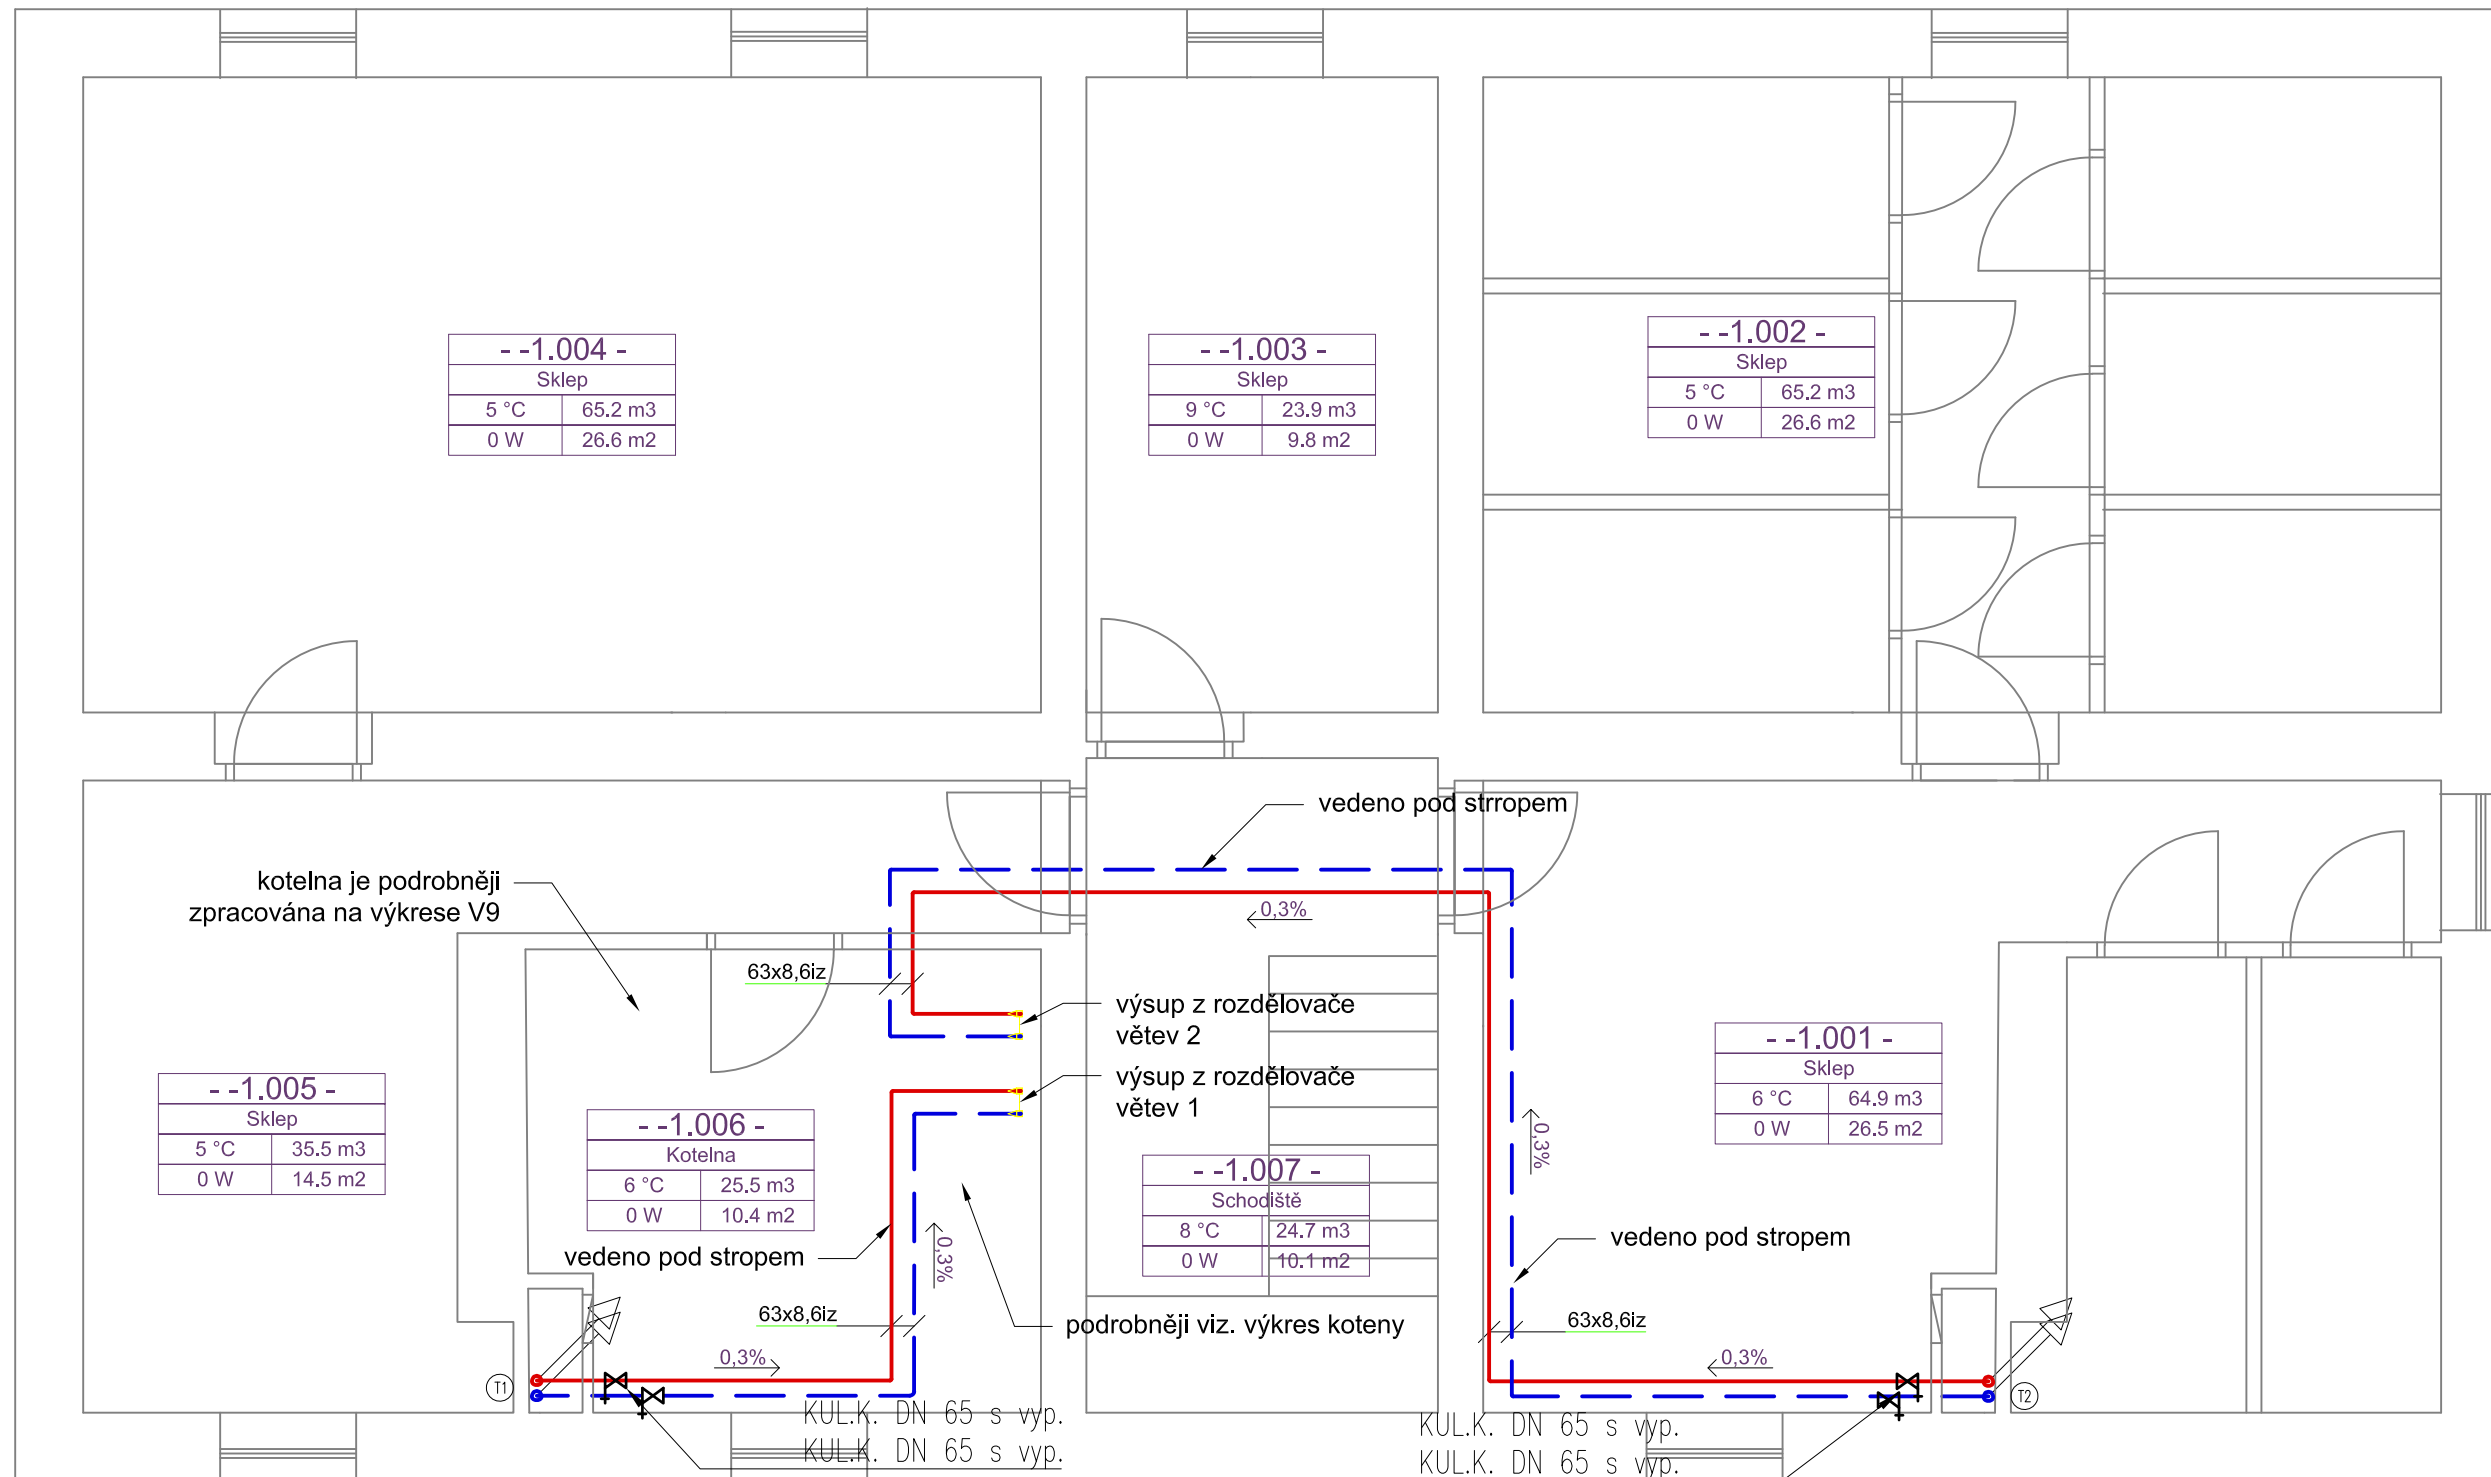 - -1.004 -
Sklep
5 °C 65.2 m3
0 W 26.6 m2
- -1.003 -
Sklep
9 °C 23.9 m3
0 W 9.8 m2
- -1.002 -
Sklep
5 °C 65.2 m3
0 W 26.6 m2
vedeno pod strropem
kotelna je podrobněji
zpracována na výkrese V9
0,3%
63x8,6iz
výsup z rozdělovače
větev 2
výsup z rozdělovače
větev 1
- -1.001 -
Sklep
6 °C 64.9 m3
0 W 26.5 m2
- -1.005 -
Sklep
5 °C 35.5 m3
0 W 14.5 m2
- -1.006 -
Kotelna
6 °C 25.5 m3
0 W 10.4 m2
0,3%
- -1.007 -
Schodiště
8 °C 24.7 m3
0 W 10.1 m2
vedeno pod stropem
0,3%
vedeno pod stropem
63x8,6iz
podrobněji viz. výkres koteny
63x8,6iz
0,3%
0,3%
T1
T2
KUL.K. DN 65 s vyp.
KUL.K. DN 65 s vyp.
KUL.K. DN 65 s vyp.
KUL.K. DN 65 s vyp.